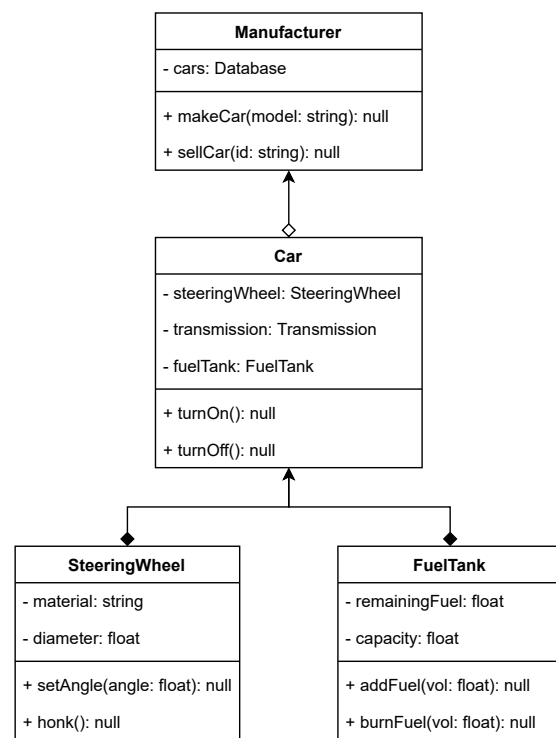 Manufacturer
- cars: Database
+ makeCar(model: string): null
+ sellCar(id: string): null
Car
- steeringWheel: SteeringWheel
- transmission: Transmission
- fuelTank: FuelTank
+ turnOn(): null
+ turnOff(): null
SteeringWheel
- material: string
- diameter: float
+ setAngle(angle: float): null
+ honk(): null
FuelTank
- remainingFuel: float
- capacity: float
+ addFuel(vol: float): null
+ burnFuel(vol: float): null